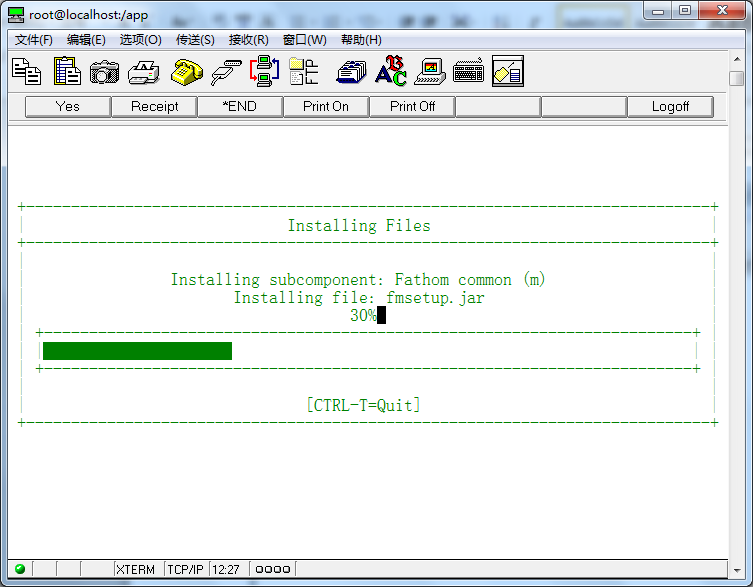 root@localhost:/app
文件(F) 编辑(E) 选项(O) 传送(S) 接收(R) 窗口(W) 帮助(H)
Yes Receipt *END Print On Print Off Logoff
Installing Files
Installing subcomponent: Fathom common (m)
Installing file: fmsetup.jar
30%
[CTRL-T=Quit]
XTERM TCP/IP 12:27